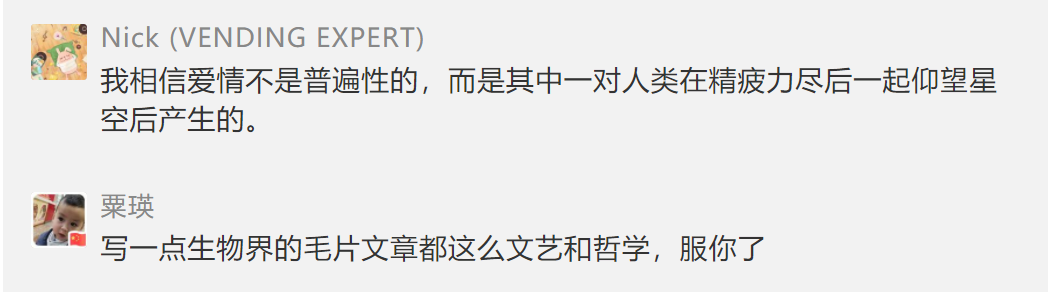 Nick (VENDING EXPERT)
我相信爱情不是普遍性的，而是其中一对人类在精疲力尽后一起仰望星
空后产生的。
粟瑛
写一点生物界的毛片文章都这么文艺和哲学，服你了